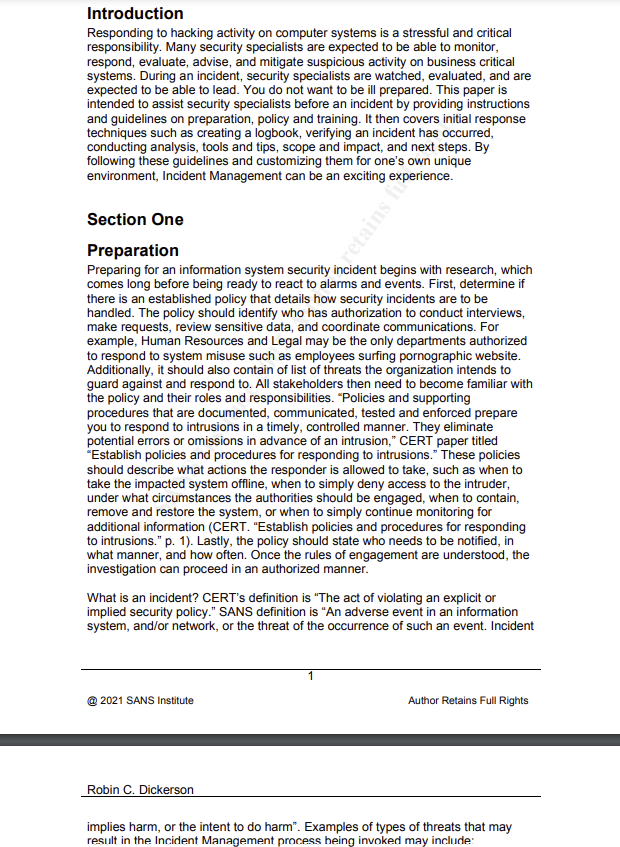 Introduction
Responding to hacking activity on computer systems is a stressful and critical
responsibility. Many security specialists are expected to be able to monitor,
respond, evaluate, advise, and mitigate suspicious activity on business critical
systems. During an incident, security specialists are watched, evaluated, and are
expected to be able to lead. You do not want to be ill prepared. This paper is
intended to assist security specialists before an incident by providing instructions
and guidelines on preparation, policy and training. It then covers initial response
techniques such as creating a logbook, verifying an incident has occurred,
conducting analysis, tools and tips, scope and impact, and next steps. By
following these guidelines and customizing them for one's own unique
environment, Incident Management can be an exciting experience.
retains fu
Section One
Preparation
Preparing for an information system security incident begins with research, which
comes long before being ready to react to alarms and events. First, determine if
there is an established policy that details how security incidents are to be
handled. The policy should identify who has authorization to conduct interviews,
make requests, review sensitive data, and coordinate communications. For
example, Human Resources and Legal may be the only departments authorized
to respond to system misuse such as employees surfing pornographic website.
Additionally, it should also contain of list of threats the organization intends to
guard against and respond to. All stakeholders then need to become familiar with
the policy and their roles and responsibilities. “Policies and supporting
procedures that are documented, communicated, tested and enforced prepare
you to respond to intrusions in a timely, controlled manner. They eliminate
potential errors or omissions in advance of an intrusion,” CERT paper titled
“Establish policies and procedures for responding to intrusions.” These policies
should describe what actions the responder is allowed to take, such as when to
take the impacted system offline, when to simply deny access to the intruder,
under what circumstances the authorities should be engaged, when to contain,
remove and restore the system, or when to simply continue monitoring for
additional information (CERT. “Establish policies and procedures for responding
to intrusions.” p. 1). Lastly, the policy should state who needs to be notified, in
what manner, and how often. Once the rules of engagement are understood, the
investigation can proceed in an authorized manner.
What is an incident? CERT's definition is “The act of violating an explicit or
implied security policy.” SANS definition is “An adverse event in an information
system, and/or network, or the threat of the occurrence of such an event. Incident
1
@ 2021 SANS Institute
Author Retains Full Rights
Robin C. Dickerson
implies harm, or the intent to do harm”. Examples of types of threats that may
result in the Incident Management process being invoked may include: